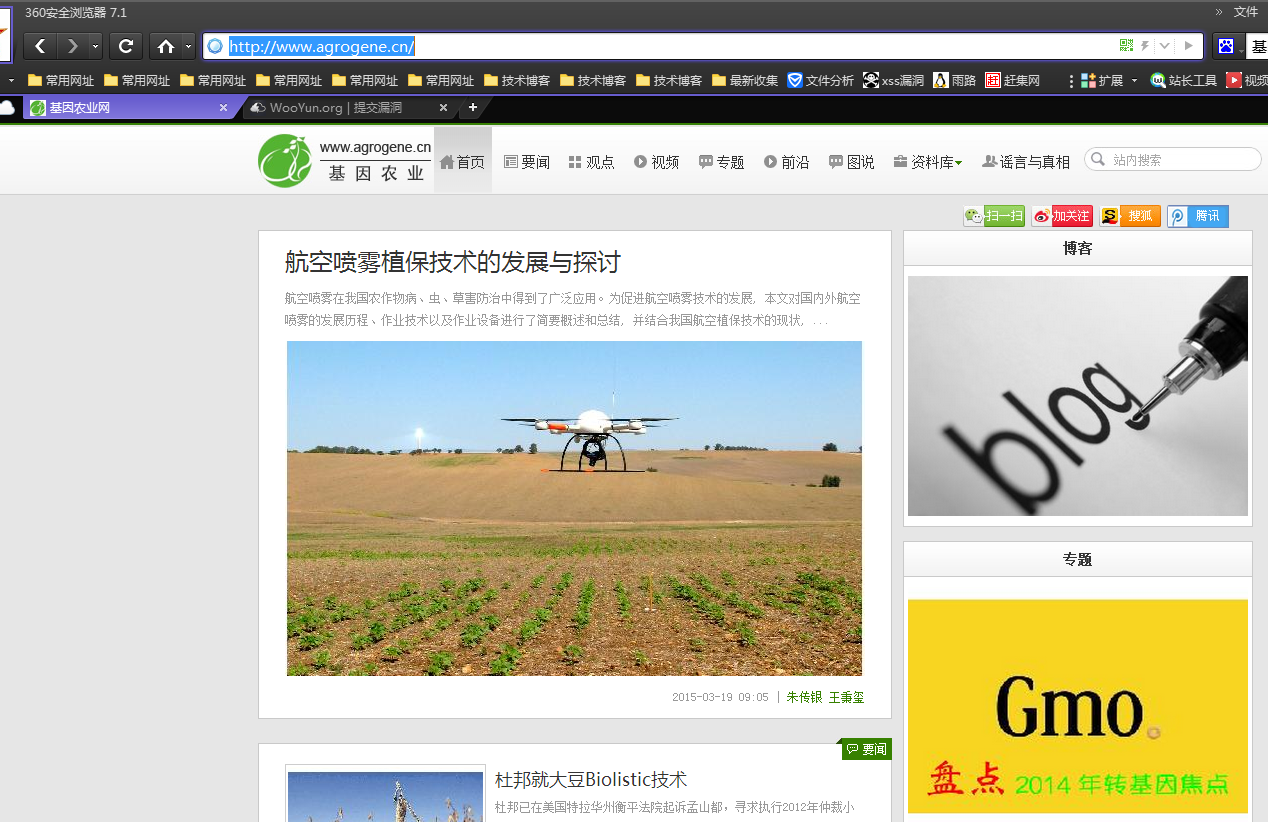 360安全浏览器 7.1
» 文件
http://www.agrogene.cn/
基
常用网址 常用网址 常用网址 常用网址 常用网址 常用网址 技术博客 技术博客 技术博客 最新收集 文件分析 xss漏洞 雨路 赶集网 扩展 站长工具 视频
基因农业网
WooYun.org | 提交漏洞
www.agrogene.cn
基因农业
首页 要闻 观点 视频 专题 前沿 图说 资料库 谣言与真相
站内搜索
扫一扫 加关注 搜狐 腾讯
航空喷雾植保技术的发展与探讨
航空喷雾在我国农作物病、虫、草害防治中得到了广泛应用。为促进航空喷雾技术的发展, 本文对国内外航空
喷雾的发展历程、作业技术以及作业设备进行了简要概述和总结, 并结合我国航空植保技术的现状, ...
2015-03-19 09:05 | 朱传银 王秉玺
博客
blog
专题
Gmo
盘点 2014 年转基因焦点
要闻
杜邦就大豆Biolistic技术
杜邦已在美国特拉华州衡平法院起诉孟山都，寻求执行2012年仲裁小